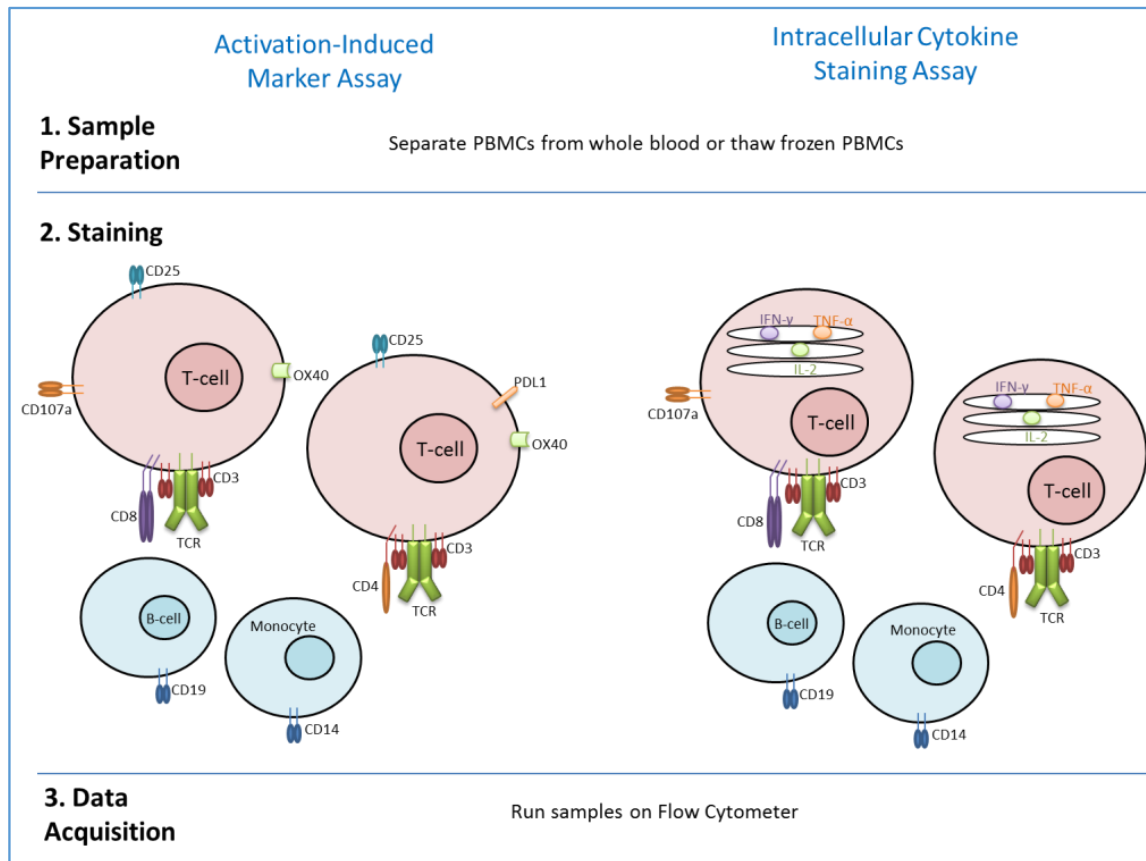 Activation-Induced
Marker Assay
Intracellular Cytokine
Staining Assay
1. Sample
Preparation
Separate PBMCs from whole blood or thaw frozen PBMCs
2. Staining
CD25
T-cell
OX40
CD107a
CD3
CD8
TCR
CD25
PDL1
T-cell
OX40
CD3
CD4
TCR
B-cell
CD19
Monocyte
CD14
IFN-γ
TNF-α
IL-2
CD107a
T-cell
CD3
CD8
TCR
IFN-γ
TNF-α
IL-2
T-cell
CD3
CD4
TCR
B-cell
CD19
Monocyte
CD14
3. Data
Acquisition
Run samples on Flow Cytometer